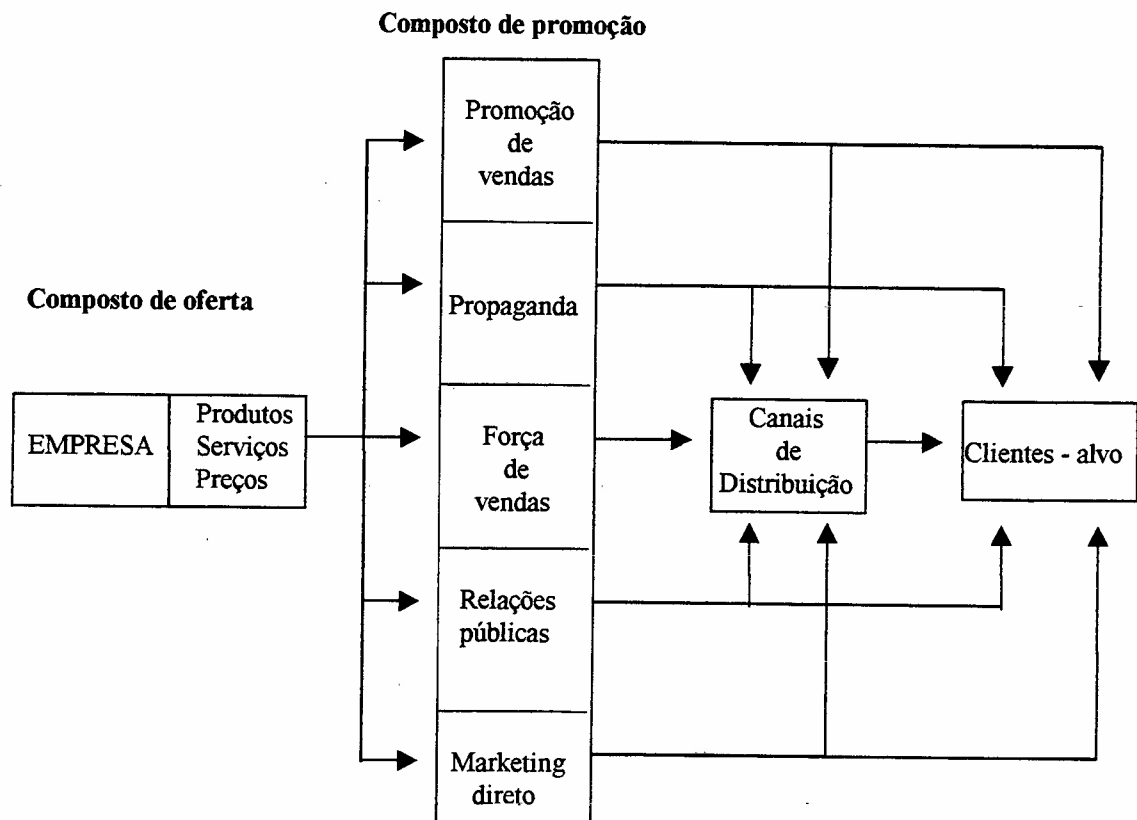 Composto de promoção
Promoção
de
vendas
Propaganda
Composto de oferta
EMPRESA
Produtos
Serviços
Preços
Força
de
vendas
Canais
de
Distribuição
Clientes - alvo
Relações
públicas
Marketing
direto